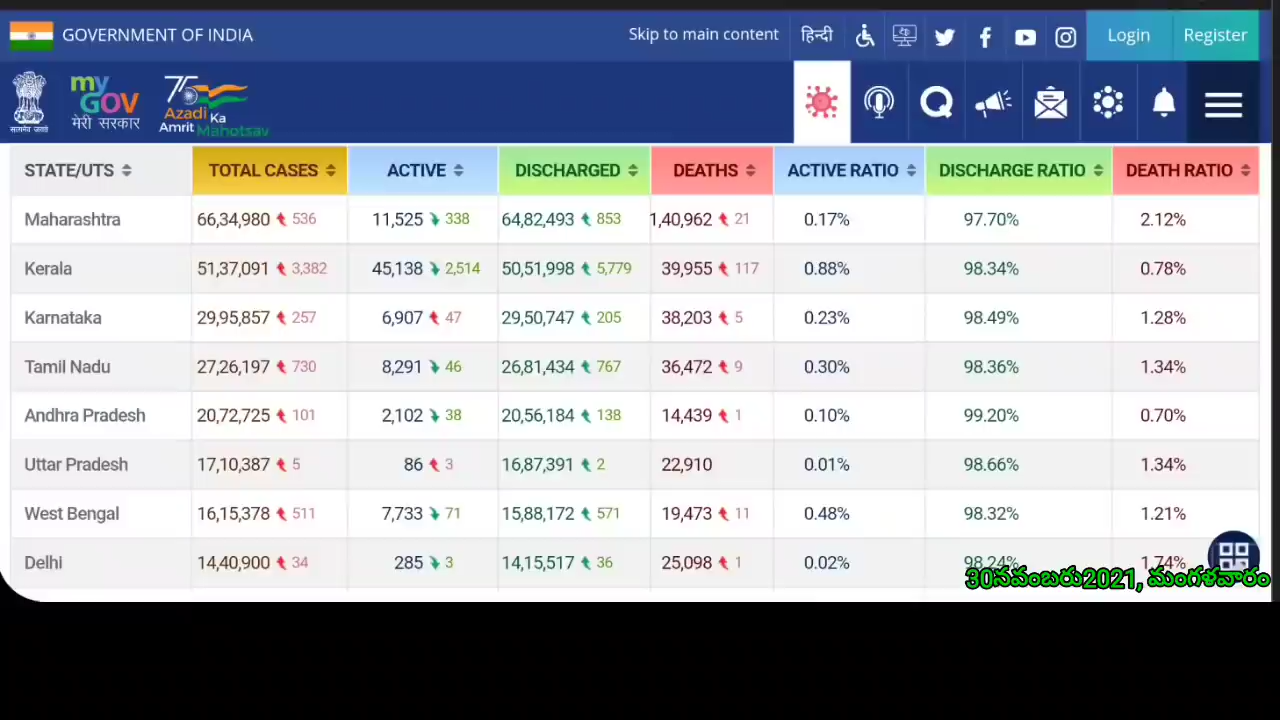 GOVERNMENT OF INDIA Skip to main content हिन्दी Login Register
सत्यमेव जयते my GOV मेरी सरकार 75 Azadi Ka Amrit Mahotsav
STATE/UTS TOTAL CASES ACTIVE DISCHARGED DEATHS ACTIVE RATIO DISCHARGE RATIO DEATH RATIO
Maharashtra 66,34,980 536 11,525 338 64,82,493 853 1,40,962 21 0.17% 97.70% 2.12%
Kerala 51,37,091 3,382 45,138 2,514 50,51,998 5,779 39,955 117 0.88% 98.34% 0.78%
Karnataka 29,95,857 257 6,907 47 29,50,747 205 38,203 5 0.23% 98.49% 1.28%
Tamil Nadu 27,26,197 730 8,291 46 26,81,434 767 36,472 9 0.30% 98.36% 1.34%
Andhra Pradesh 20,72,725 101 2,102 38 20,56,184 138 14,439 1 0.10% 99.20% 0.70%
Uttar Pradesh 17,10,387 5 86 3 16,87,391 2 22,910 0.01% 98.66% 1.34%
West Bengal 16,15,378 511 7,733 71 15,88,172 571 19,473 11 0.48% 98.32% 1.21%
Delhi 14,40,900 34 285 3 14,15,517 36 25,098 1 0.02% 98.24% 1.74%
30నవంబరు2021, మంగళవారం